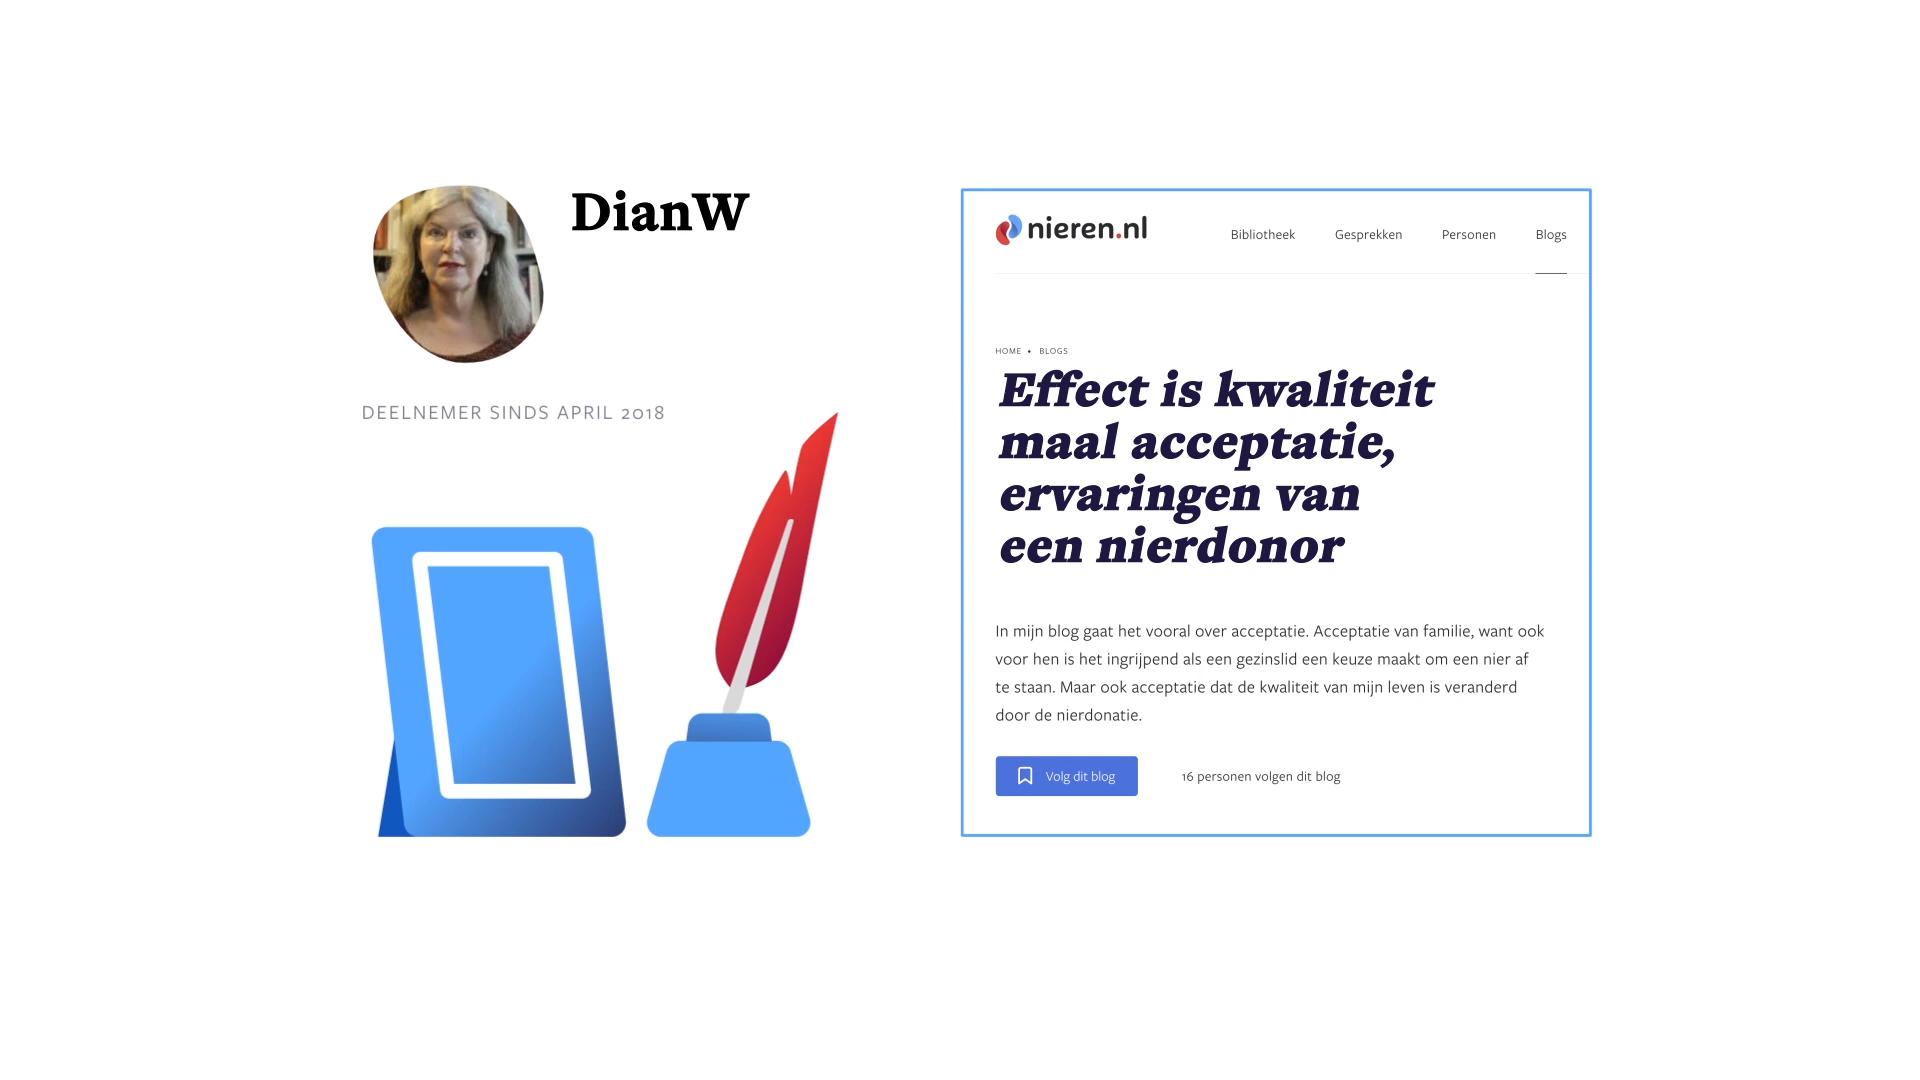 DianW
DEELNEMER SINDS APRIL 2018
nieren.nl
Bibliotheek Gesprekken Personen Blogs
HOME • BLOGS
Effect is kwaliteit
maal acceptatie,
ervaringen van
een nierdonor
In mijn blog gaat het vooral over acceptatie. Acceptatie van familie, want ook
voor hen is het ingrijpend als een gezinslid een keuze maakt om een nier af
te staan. Maar ook acceptatie dat de kwaliteit van mijn leven is veranderd
door de nierdonatie.
Volg dit blog 16 personen volgen dit blog